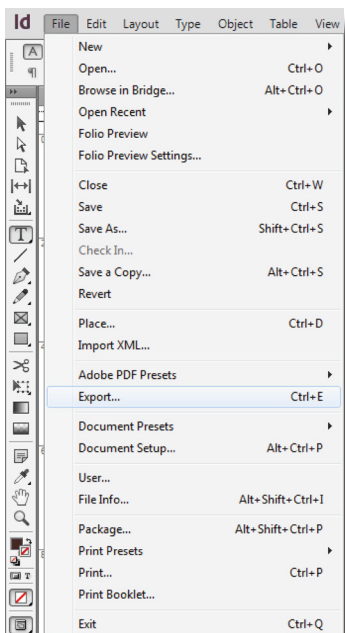 Id File Edit Layout Type Object Table View
A
¶
New
Open... Ctrl+O
Browse in Bridge... Alt+Ctrl+O
Open Recent
Folio Preview
Folio Preview Settings...
Close Ctrl+W
Save Ctrl+S
Save As... Shift+Ctrl+S
Check In...
Save a Copy... Alt+Ctrl+S
Revert
Place... Ctrl+D
Import XML...
Adobe PDF Presets
Export... Ctrl+E
Document Presets
Document Setup... Alt+Ctrl+P
User...
File Info... Alt+Shift+Ctrl+I
Package... Alt+Shift+Ctrl+P
Print Presets
Print... Ctrl+P
Print Booklet...
Exit Ctrl+Q
T
T